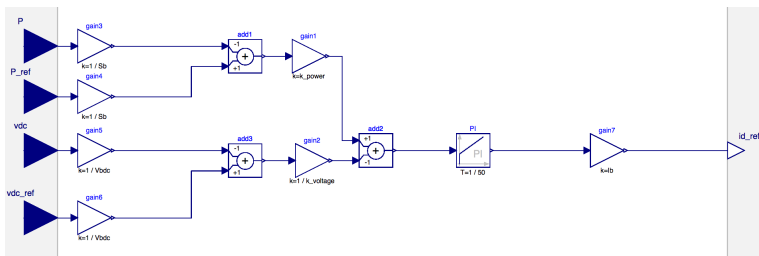 P
gain3
-1
k=1 / Sb
P_ref
gain4
k=1 / Sb
add1
+
+1
gain1
k=k_power
vdc
gain5
-1
k=1 / Vbdc
add3
+
+1
gain2
k=1 / k_voltage
add2
+1
+
-1
PI
PI
T=1 / 50
gain7
k=Ib
id_ref
vdc_ref
gain6
k=1 / Vbdc